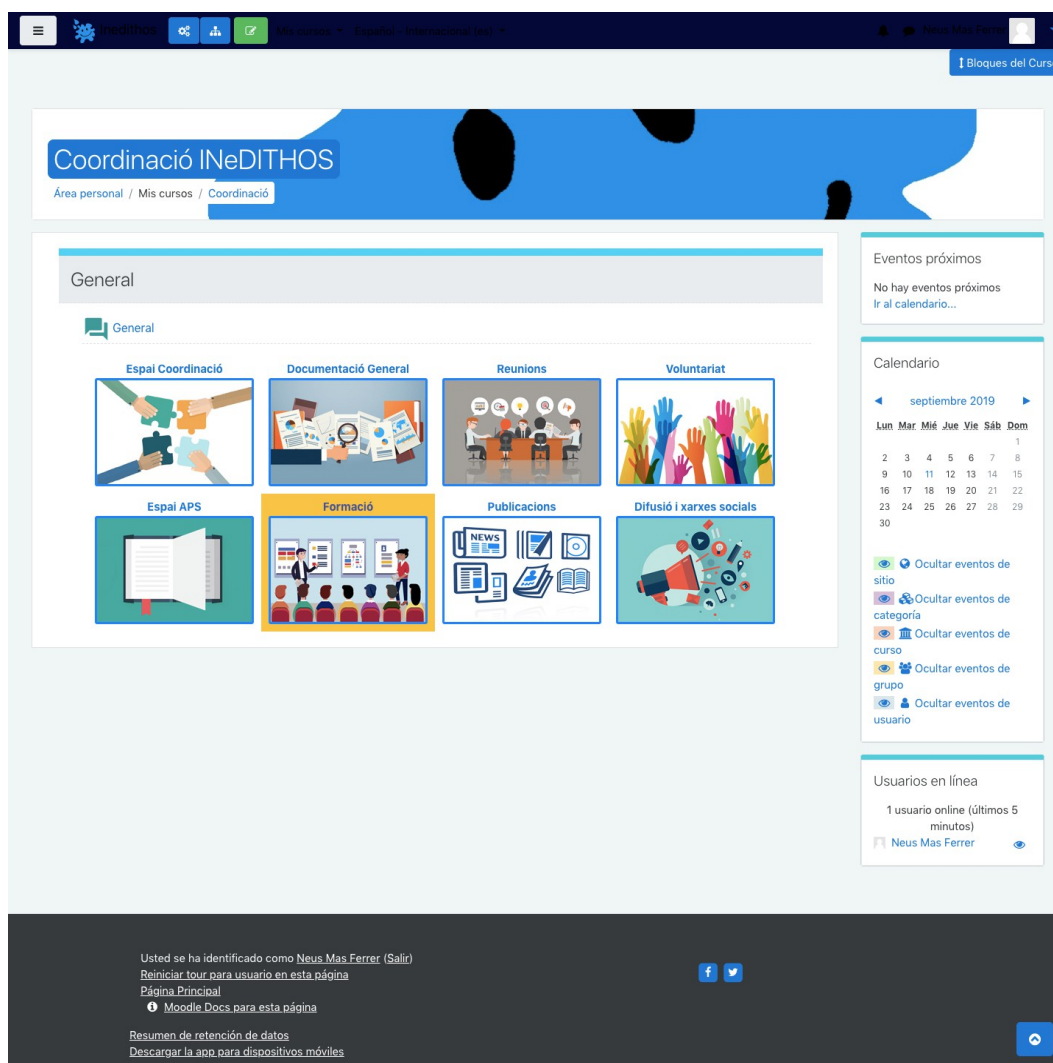 Inedithos Mis cursos Español - Internacional (es) Neus Mas Ferrer
Bloques del Curs
Coordinació INeDITHOS
Área personal / Mis cursos / Coordinació
General
General
Espai Coordinació Documentació General Reunions Voluntariat
Espai APS Formació Publicacions Difusió i xarxes socials
NEWS
Eventos próximos
No hay eventos próximos
Ir al calendario...
Calendario
◄ septiembre 2019 ►
Lun Mar Mié Jue Vie Sáb Dom
1
2 3 4 5 6 7 8
9 10 11 12 13 14 15
16 17 18 19 20 21 22
23 24 25 26 27 28 29
30
Ocultar eventos de
sitio
Ocultar eventos de
categoría
Ocultar eventos de
curso
Ocultar eventos de
grupo
Ocultar eventos de
usuario
Usuarios en línea
1 usuario online (últimos 5
minutos)
Neus Mas Ferrer
Usted se ha identificado como Neus Mas Ferrer (Salir)
Reiniciar tour para usuario en esta página
Página Principal
Moodle Docs para esta página
Resumen de retención de datos
Descargar la app para dispositivos móviles